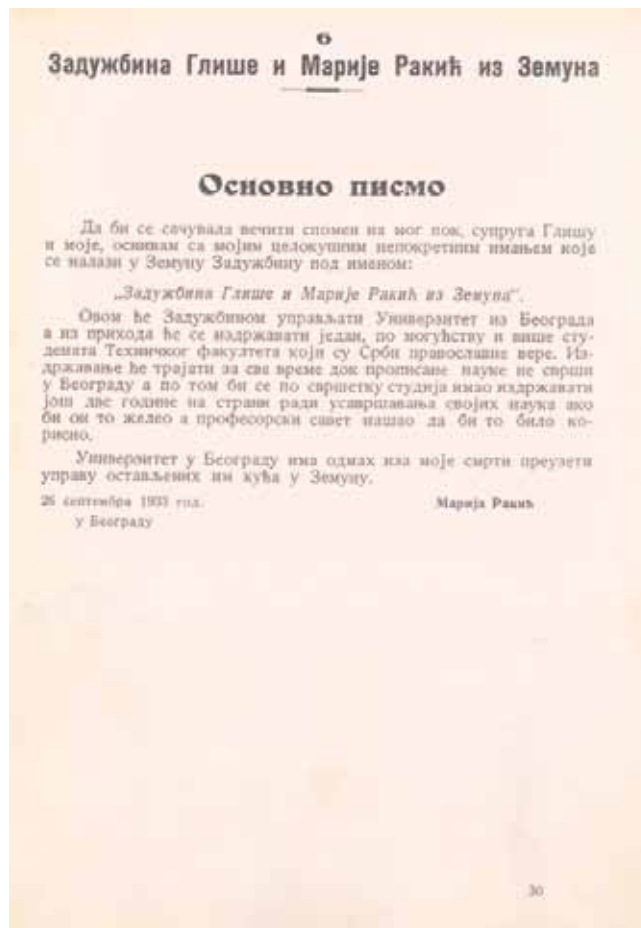 6
Задужбина Глише и Марије Ракић из Земуна
Основно писмо
Да би се сачувала вечити спомен на мог пок. супруга Глишу
и моје, оснивам са мојим целокупним непокретним имањем које
се налази у Земуну Задужбину под именом:
„Задужбина Глише и Марије Ракић из Земуна“.
Овом ће Задужбином управљати Универзитет из Београда
а из прихода ће се издржавати један, по могућству и више сту-
дената Техничког факултета који су Срби православне вере. Из-
државање ће трајати за све време док прописане науке не сврши
у Београду а по том би се по свршетку студија имао издржавати
још две године на страни ради усавршавања својих наука ако
би он то желео а професорски савет нашао да би то било ко-
рисно.
Универзитет у Београду има одмах иза моје смрти преузети
управу остављених им кућа у Земуну.
26 септембра 1933 год.
Марија Ракић
у Београду
30